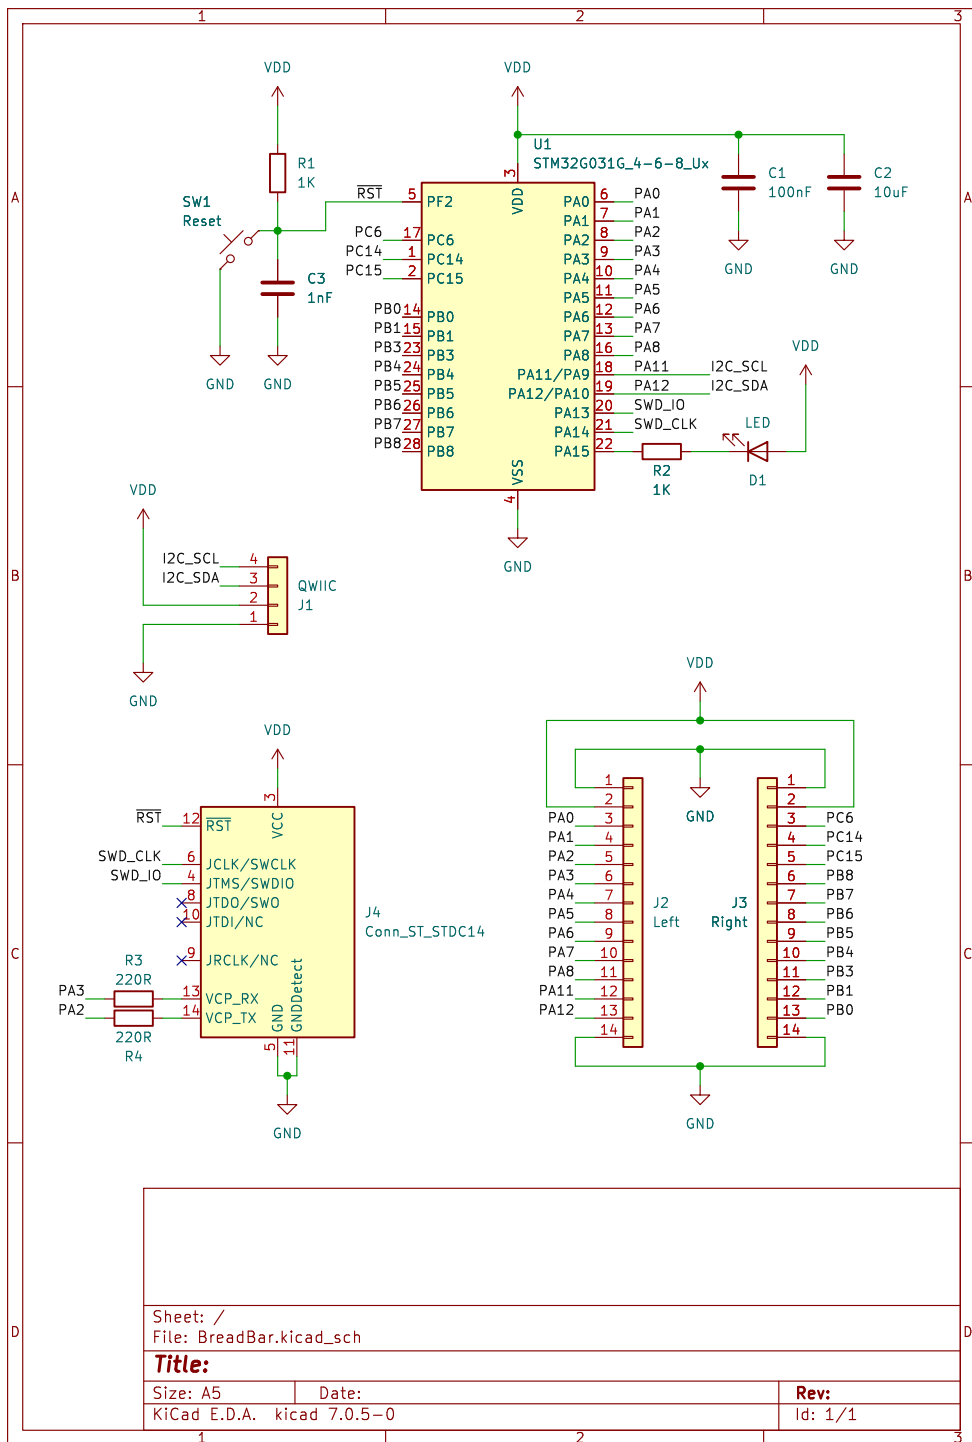 1
2
3
A
A
VDD
VDD
R1
1K
SW1
Reset
C3
1nF
GND
GND
RST
PC6
PC14
PC15
PB0
PB1
PB3
PB4
PB5
PB6
PB7
PB8
U1
STM32G031G_4-6-8_Ux
3
VDD
5 PF2
17 PC6
1 PC14
2 PC15
14 PB0
15 PB1
23 PB3
24 PB4
25 PB5
26 PB6
27 PB7
28 PB8
PA0 6 PA0
PA1 7 PA1
PA2 8 PA2
PA3 9 PA3
PA4 10 PA4
PA5 11 PA5
PA6 12 PA6
PA7 13 PA7
PA8 16 PA8
PA11/PA9 18 PA11 I2C_SCL
PA12/PA10 19 PA12 I2C_SDA
PA13 20 SWD_IO
PA14 21 SWD_CLK
PA15 22
VSS
4
GND
C1
100nF
GND
C2
10uF
GND
VDD
LED
D1
R2
1K
B
B
VDD
I2C_SCL 4
I2C_SDA 3
2
1
QWIIC
J1
GND
C
C
VDD
3
VCC
RST 12 RST
SWD_CLK 6 JCLK/SWCLK
SWD_IO 4 JTMS/SWDIO
8 JTDO/SWO
10 JTDI/NC
9 JRCLK/NC
R3
220R
PA3 13 VCP_RX
PA2 14 VCP_TX
220R
R4
GND
GNDDetect
5
11
GND
J4
Conn_ST_STDC14
VDD
GND
1
2
PA0 3
PA1 4
PA2 5
PA3 6
PA4 7
PA5 8
PA6 9
PA7 10
PA8 11
PA11 12
PA12 13
14
J2
Left
J3
Right
1
2
3 PC6
4 PC14
5 PC15
6 PB8
7 PB7
8 PB6
9 PB5
10 PB4
11 PB3
12 PB1
13 PB0
14
GND
D
D
Sheet: /
File: BreadBar.kicad_sch
Title:
Size: A5 Date: Rev:
KiCad E.D.A. kicad 7.0.5-0 Id: 1/1
1
2
3